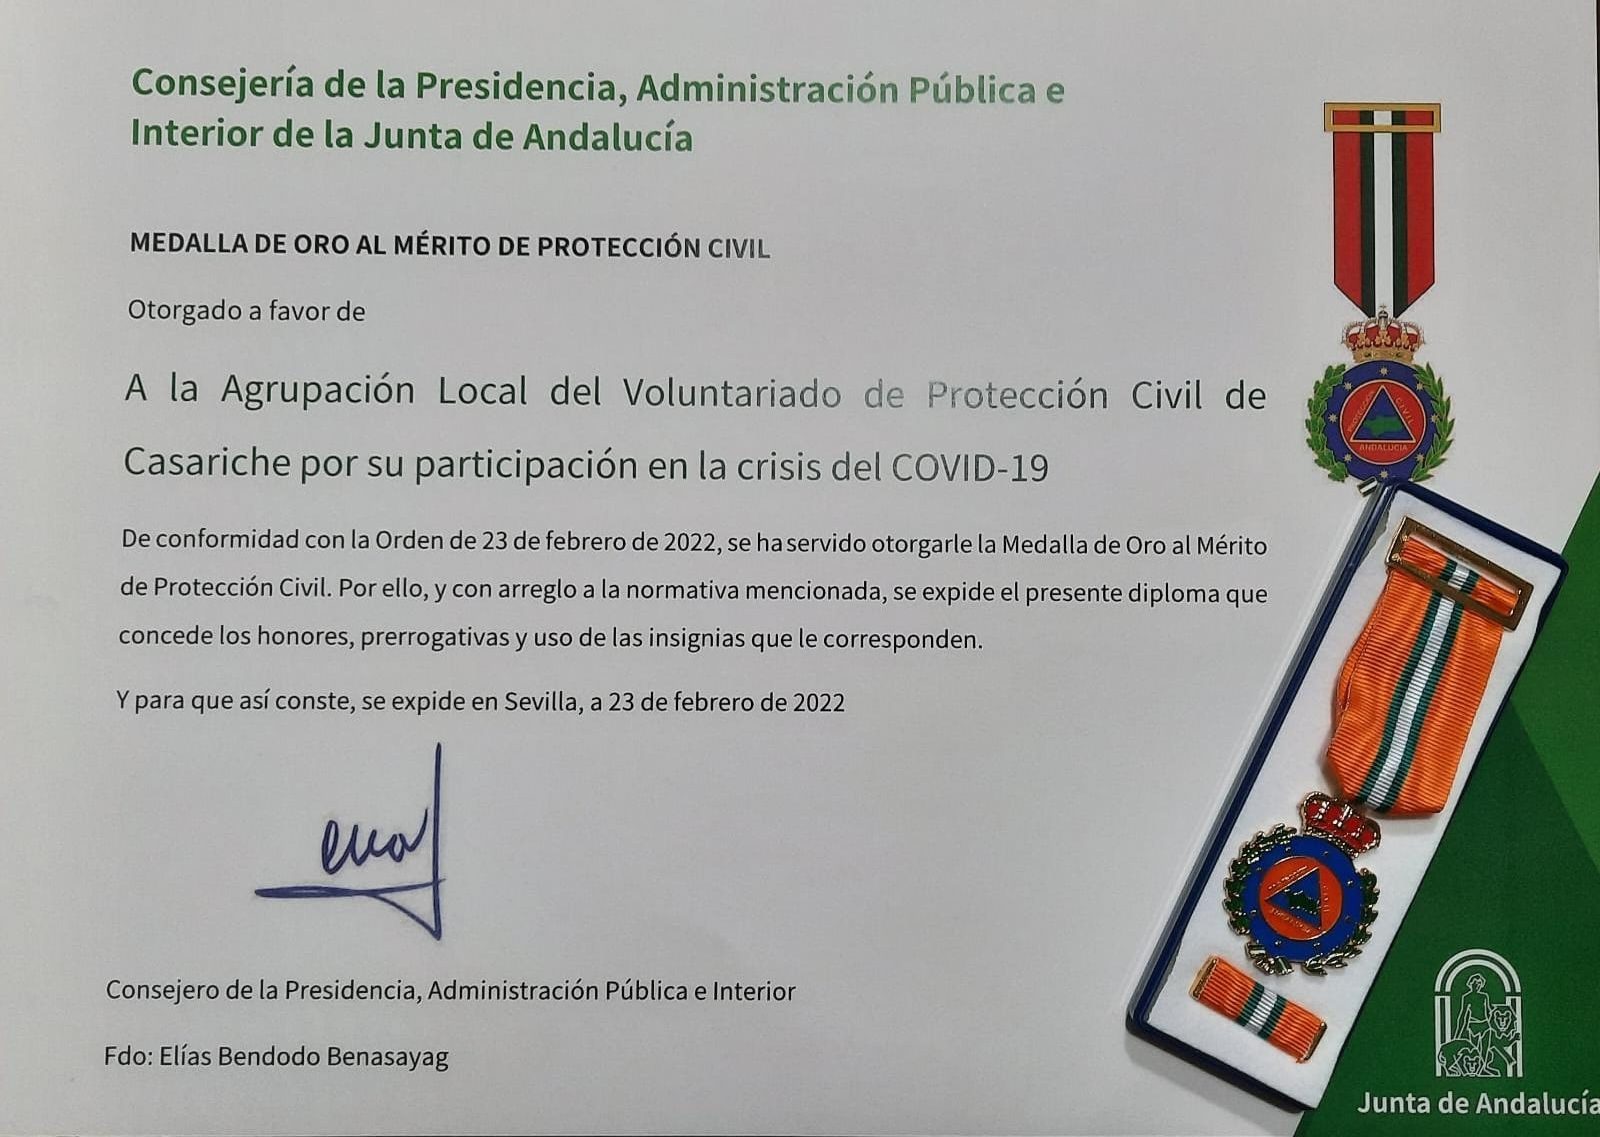 Consejería de la Presidencia, Administración Pública e
Interior de la Junta de Andalucía
MEDALLA DE ORO AL MÉRITO DE PROTECCIÓN CIVIL
Otorgado a favor de
A la Agrupación Local del Voluntariado de Protección Civil de
Casariche por su participación en la crisis del COVID-19
De conformidad con la Orden de 23 de febrero de 2022, se ha servido otorgarle la Medalla de Oro al Mérito
de Protección Civil. Por ello, y con arreglo a la normativa mencionada, se expide el presente diploma que
concede los honores, prerrogativas y uso de las insignias que le corresponden.
Y para que así conste, se expide en Sevilla, a 23 de febrero de 2022
Consejero de la Presidencia, Administración Pública e Interior
Fdo: Elías Bendodo Benasayag
PROTECCIÓN CIVIL
ANDALUCIA
Junta de Andalucía